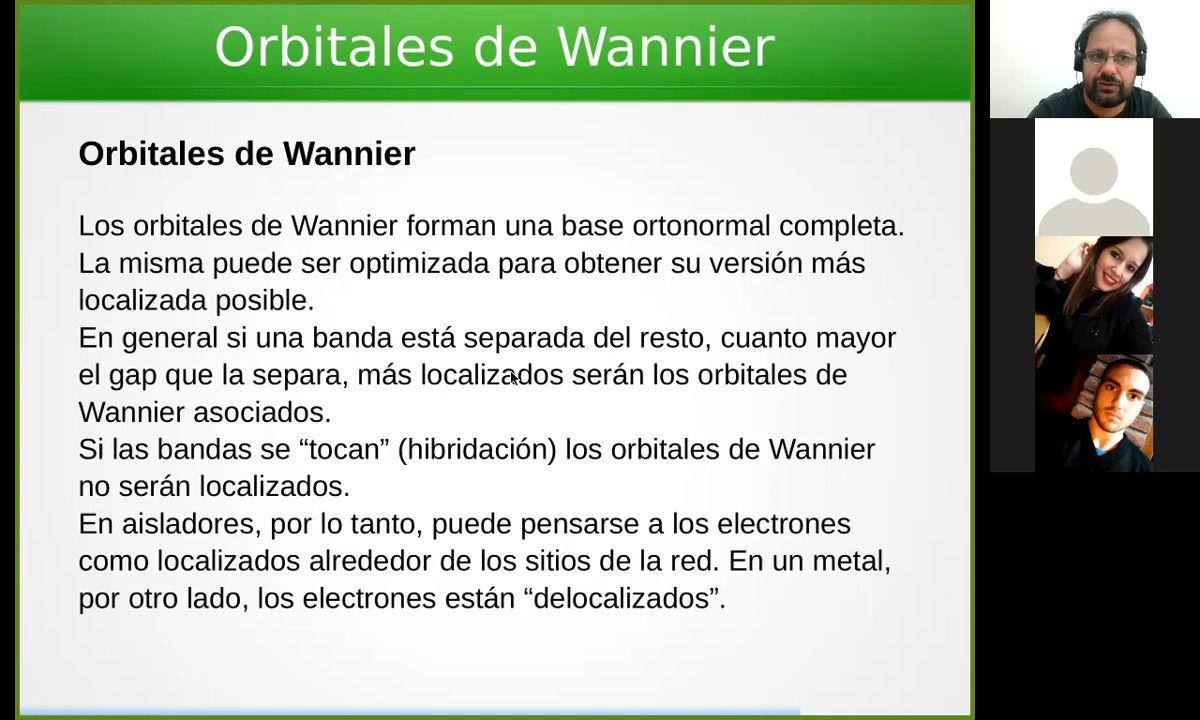 Orbitales de Wannier
Orbitales de Wannier
Los orbitales de Wannier forman una base ortonormal completa.
La misma puede ser optimizada para obtener su versión más
localizada posible.
En general si una banda está separada del resto, cuanto mayor
el gap que la separa, más localizados serán los orbitales de
Wannier asociados.
Si las bandas se “tocan” (hibridación) los orbitales de Wannier
no serán localizados.
En aisladores, por lo tanto, puede pensarse a los electrones
como localizados alrededor de los sitios de la red. En un metal,
por otro lado, los electrones están “delocalizados”.